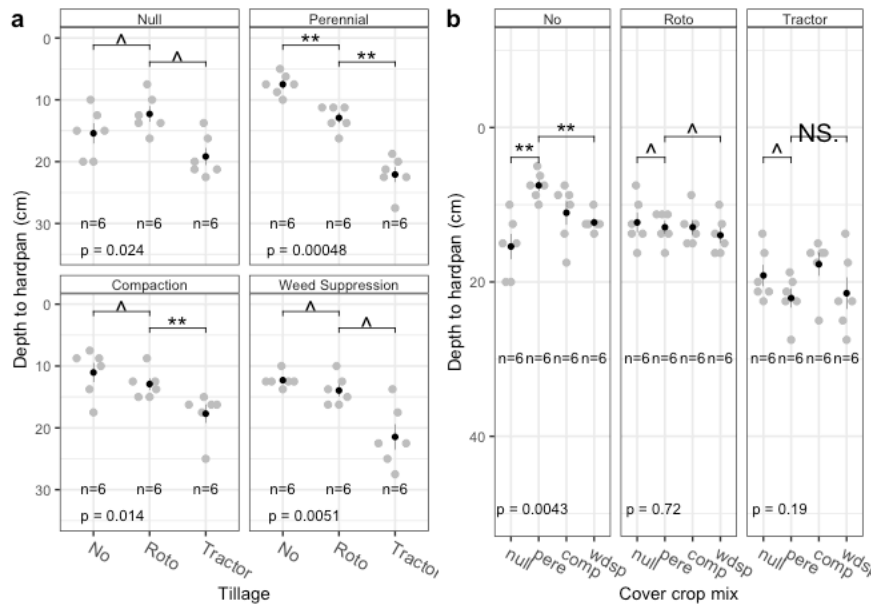 a
Null
Perennial
0
^
^
**
**
10
20
30
n=6 n=6 n=6
n=6 n=6 n=6
p = 0.024
p = 0.00048
Compaction
Weed Suppression
0
^
**
^
^
10
20
30
n=6 n=6 n=6
n=6 n=6 n=6
p = 0.014
p = 0.0051
No Roto Tractor
No Roto Tractor
Depth to hardpan (cm)
Tillage
b
No
Roto
Tractor
0
**
**
^
^
^
NS.
20
40
n=6 n=6 n=6 n=6
n=6 n=6 n=6 n=6
n=6 n=6 n=6 n=6
p = 0.0043
p = 0.72
p = 0.19
null pere comp wdsp
null pere comp wdsp
null pere comp wdsp
Depth to hardpan (cm)
Cover crop mix